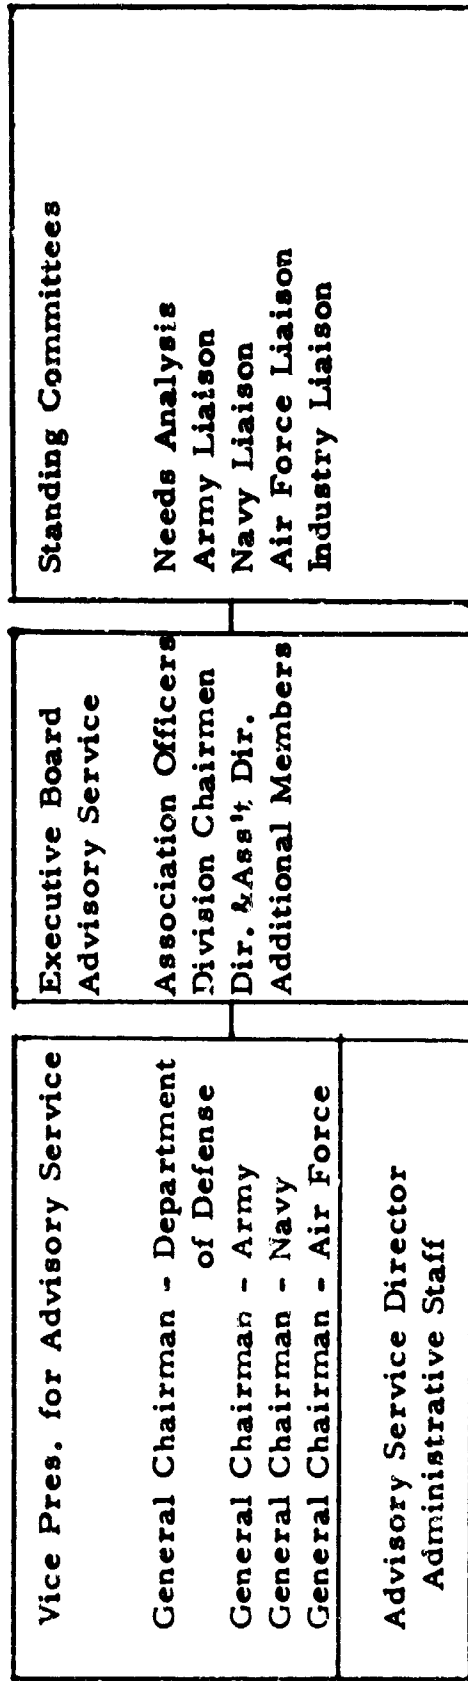 Vice Pres. for Advisory Service
General Chairman - Department
of Defense
General Chairman - Army
General Chairman - Navy
General Chairman - Air Force
Advisory Service Director
Administrative Staff
Executive Board
Advisory Service
Association Officers
Division Chairmen
Dir. &Ass't. Dir.
Additional Members
Standing Committees
Needs Analysis
Army Liaison
Navy Liaison
Air Force Liaison
Industry Liaison